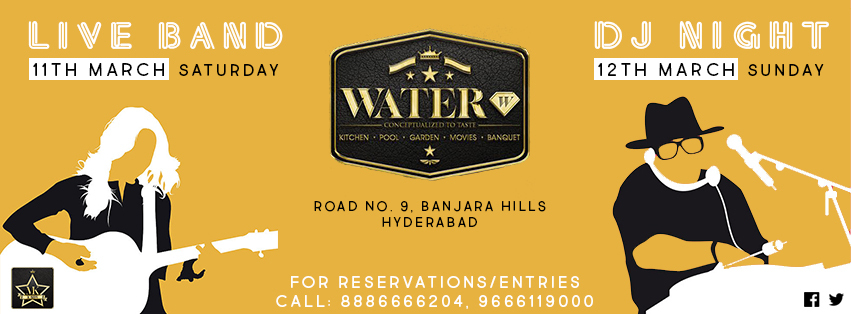 LIVE BAND
11TH MARCH SATURDAY
DJ NIGHT
12TH MARCH SUNDAY
WATER W
CONCEPTUALIZED TO TASTE
KITCHEN • POOL • GARDEN • MOVIES • BANQUET
ROAD NO. 9, BANJARA HILLS
HYDERABAD
FOR RESERVATIONS/ENTRIES
CALL: 8886666204, 9666119000